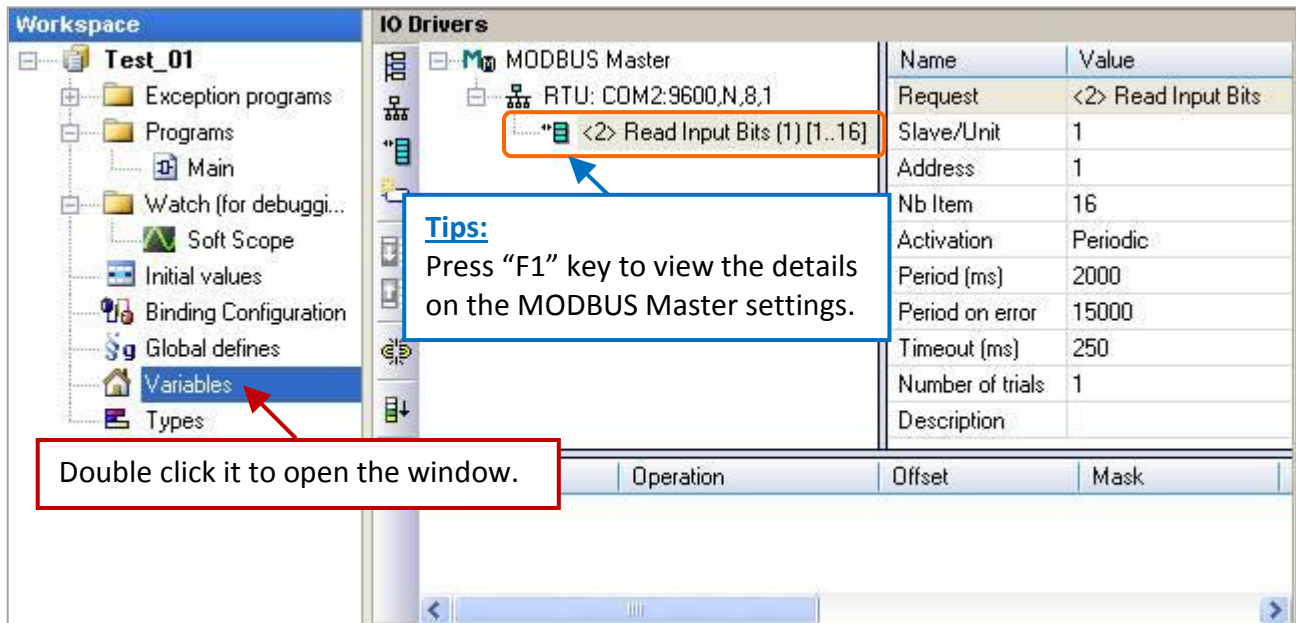 Workspace
Test_01
Exception programs
Programs
Main
Watch (for debuggi...
Soft Scope
Initial values
Binding Configuration
Global defines
Variables
Types
Double click it to open the window.
IO Drivers
MODBUS Master
RTU: COM2:9600,N,8,1
<2> Read Input Bits (1) [1..16]
Tips:
Press “F1” key to view the details
on the MODBUS Master settings.
Name Value
Request <2> Read Input Bits
Slave/Unit 1
Address 1
Nb Item 16
Activation Periodic
Period (ms) 2000
Period on error 15000
Timeout (ms) 250
Number of trials 1
Description
Operation Offset Mask